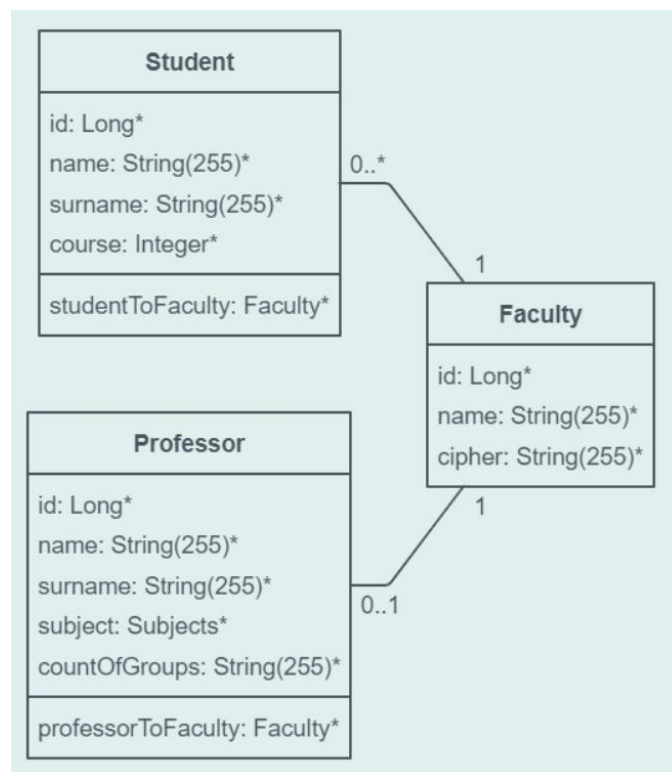 Student
id: Long*
name: String(255)*
surname: String(255)*
course: Integer*
studentToFaculty: Faculty*
0..*
1
Faculty
id: Long*
name: String(255)*
cipher: String(255)*
Professor
id: Long*
name: String(255)*
surname: String(255)*
subject: Subjects*
countOfGroups: String(255)*
professorToFaculty: Faculty*
1
0..1